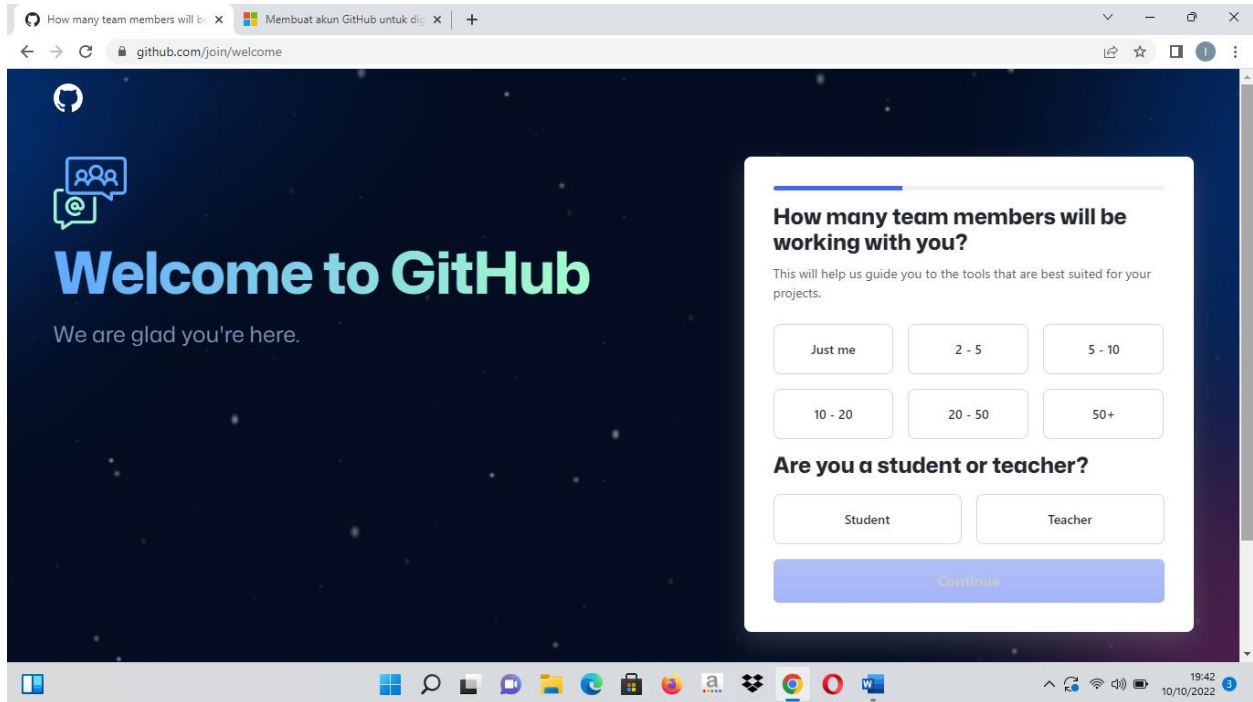 How many team members will be
Membuat akun GitHub untuk dig
github.com/join/welcome
I
@
Welcome to GitHub
We are glad you're here.
How many team members will be
working with you?
This will help us guide you to the tools that are best suited for your
projects.
Just me
2 - 5
5 - 10
10 - 20
20 - 50
50+
Are you a student or teacher?
Student
Teacher
Continue
a
W
19:42
10/10/2022
3